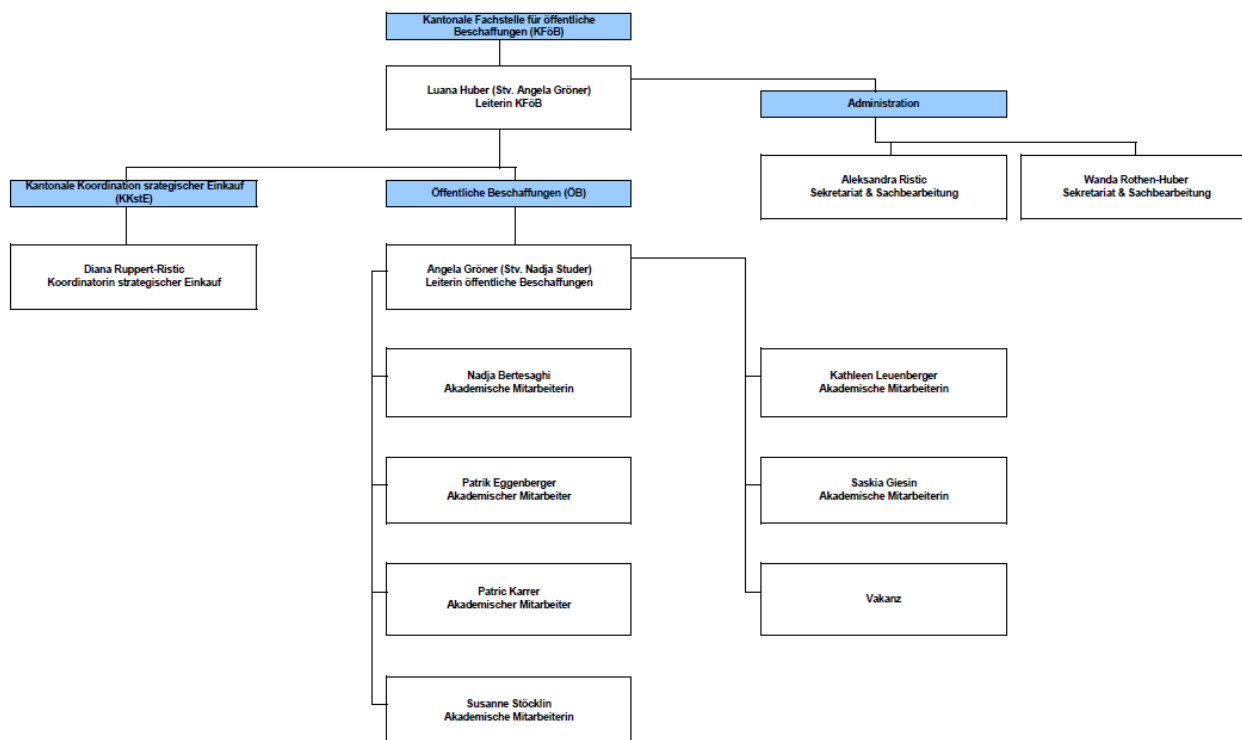 Kantonale Fachstelle für öffentliche
Beschaffungen (KFöB)
Luana Huber (Stv. Angela Gröner)
Leiterin KFöB
Administration
Aleksandra Ristic
Sekretariat & Sachbearbeitung
Wanda Rothen-Huber
Sekretariat & Sachbearbeitung
Kantonale Koordination srategischer Einkauf
(KKstE)
Öffentliche Beschaffungen (ÖB)
Diana Ruppert-Ristic
Koordinatorin strategischer Einkauf
Angela Gröner (Stv. Nadja Studer)
Leiterin öffentliche Beschaffungen
Nadja Bertesaghi
Akademische Mitarbeiterin
Kathleen Leuenberger
Akademische Mitarbeiterin
Patrik Eggenberger
Akademischer Mitarbeiter
Saskia Giesin
Akademische Mitarbeiterin
Patric Karrer
Akademischer Mitarbeiter
Vakanz
Susanne Stöcklin
Akademische Mitarbeiterin